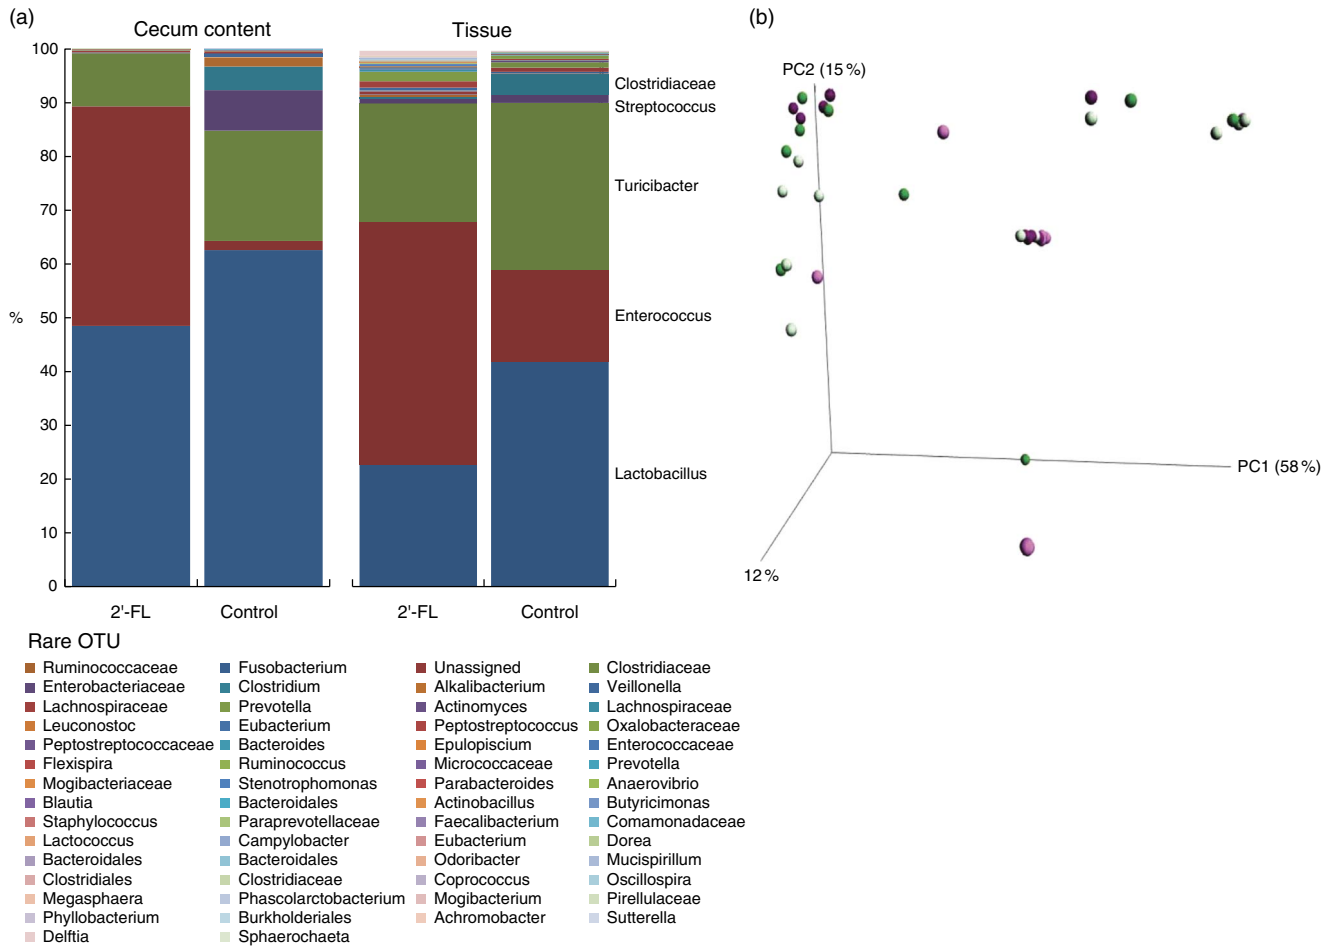 (a)
(b)
Cecum content
Tissue
100
90
80
70
60
50
40
30
20
10
0
%
Clostridiaceae
Streptococcus
Turicibacter
Enterococcus
Lactobacillus
2'-FL
Control
2'-FL
Control
PC2 (15 %)
PC1 (58 %)
12 %
Rare OTU
Ruminococcaceae Fusobacterium Unassigned Clostridiaceae
Enterobacteriaceae Clostridium Alkalibacterium Veillonella
Lachnospiraceae Prevotella Actinomyces Lachnospiraceae
Leuconostoc Eubacterium Peptostreptococcus Oxalobacteraceae
Peptostreptococcaceae Bacteroides Epulopiscium Enterococcaceae
Flexispira Ruminococcus Micrococcaceae Prevotella
Mogibacteriaceae Stenotrophomonas Parabacteroides Anaerovibrio
Blautia Bacteroidales Actinobacillus Butyricimonas
Staphylococcus Paraprevotellaceae Faecalibacterium Comamonadaceae
Lactococcus Campylobacter Eubacterium Dorea
Bacteroidales Bacteroidales Odoribacter Mucispirillum
Clostridiales Clostridiaceae Coprococcus Oscillospira
Megasphaera Phascolarctobacterium Mogibacterium Pirellulaceae
Phyllobacterium Burkholderiales Achromobacter Sutterella
Delftia Sphaerochaeta